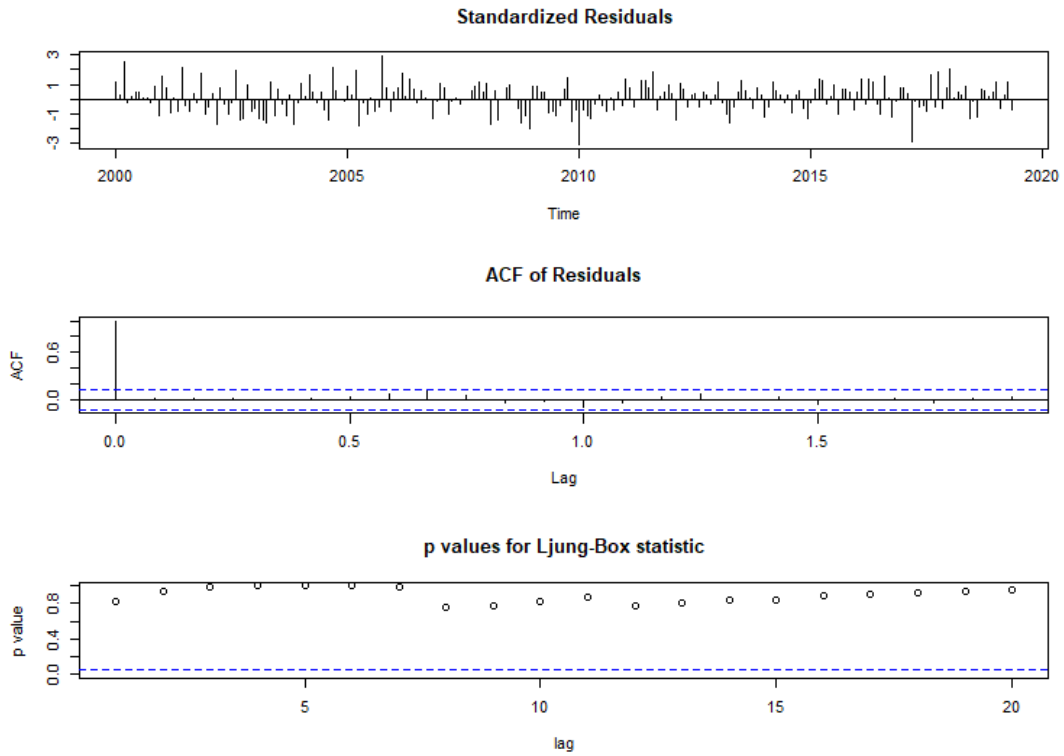 Standardized Residuals
3
1
-1
-3
2000
2005
2010
2015
2020
Time
ACF of Residuals
ACF
0.6
0.0
0.0
0.5
1.0
1.5
Lag
p values for Ljung-Box statistic
p value
0.8
0.4
0.0
5
10
15
20
lag